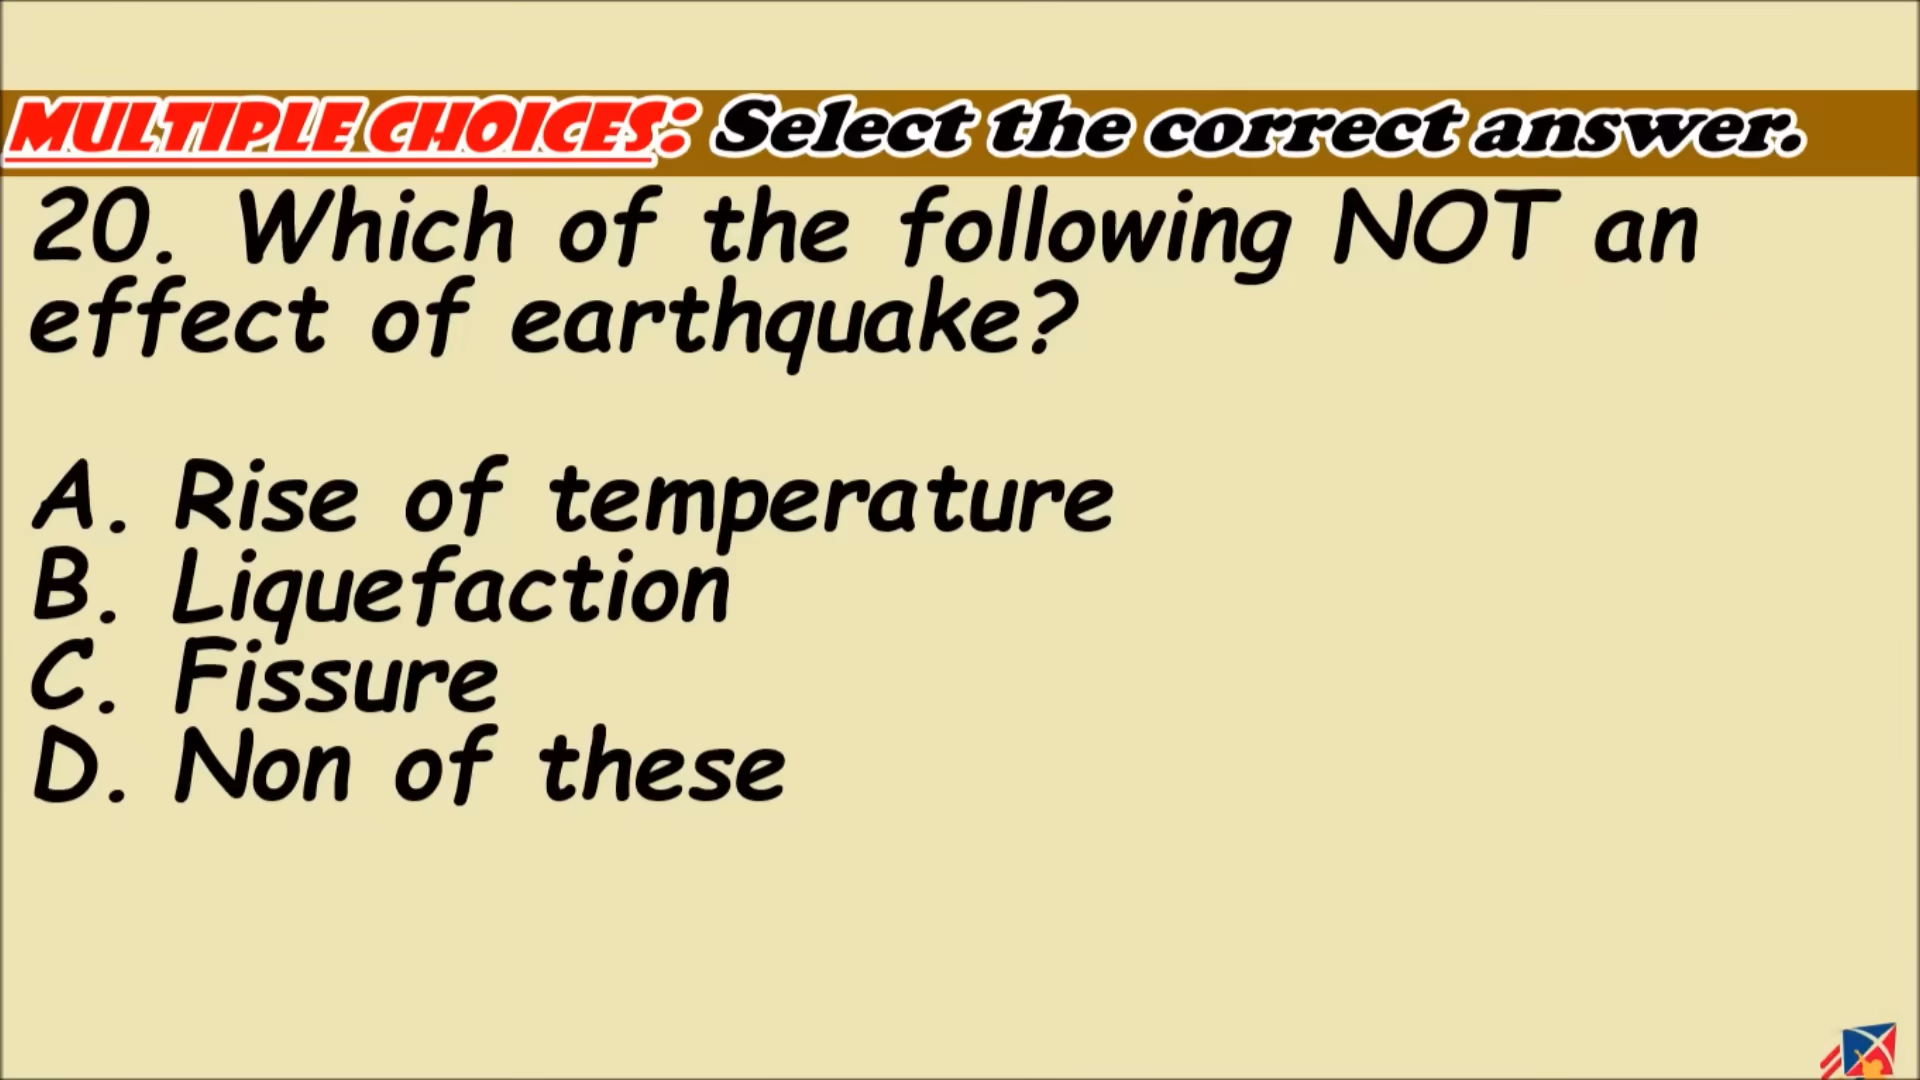 MULTIPLE CHOICES: Select the correct answer.
20. Which of the following NOT an
effect of earthquake?
A. Rise of temperature
B. Liquefaction
C. Fissure
D. Non of these